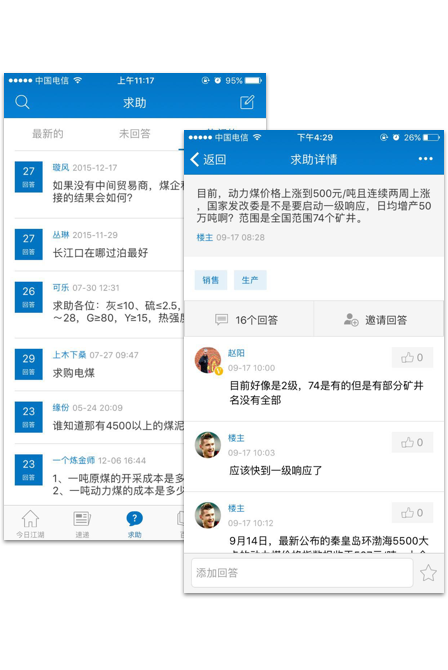 中国电信
上午11:17
95%
求助
最新的
未回答
27
回答
璇风 2015-12-17
如果没有中间贸易商，煤企
接的结果会如何?
27
回答
丛琳 2015-11-29
长江口在哪过泊最好
26
回答
可乐 07-30 12:31
求助各位：灰≤10、硫≤2.5,
～28，G≥80，Y≥15，热强度
29
回答
上木下桑 07-27 09:47
求购电煤
23
回答
缘份 05-24 20:09
谁知道那有4500以上的煤泥
23
回答
一个炼金师 12-06 16:44
1、一吨原煤的开采成本是多
2、一吨动力煤的成本是多少
今日江湖
速递
求助
中国电信
下午4:29
26%
返回
求助详情
目前，动力煤价格上涨到500元/吨且连续两周上涨
，国家发改委是不是要启动一级响应，日均增产50
万吨啊？范围是全国范围74个矿井。
楼主 09-17 08:28
销售
生产
16个回答
邀请回答
赵阳
09-17 10:00
0
目前好像是2级，74是有的但是有部分矿井
名没有全部
楼主
09-17 10:03
0
应该快到一级响应了
楼主
09-17 10:12
0
9月14日，最新公布的秦皇岛环渤海5500大
添加回答